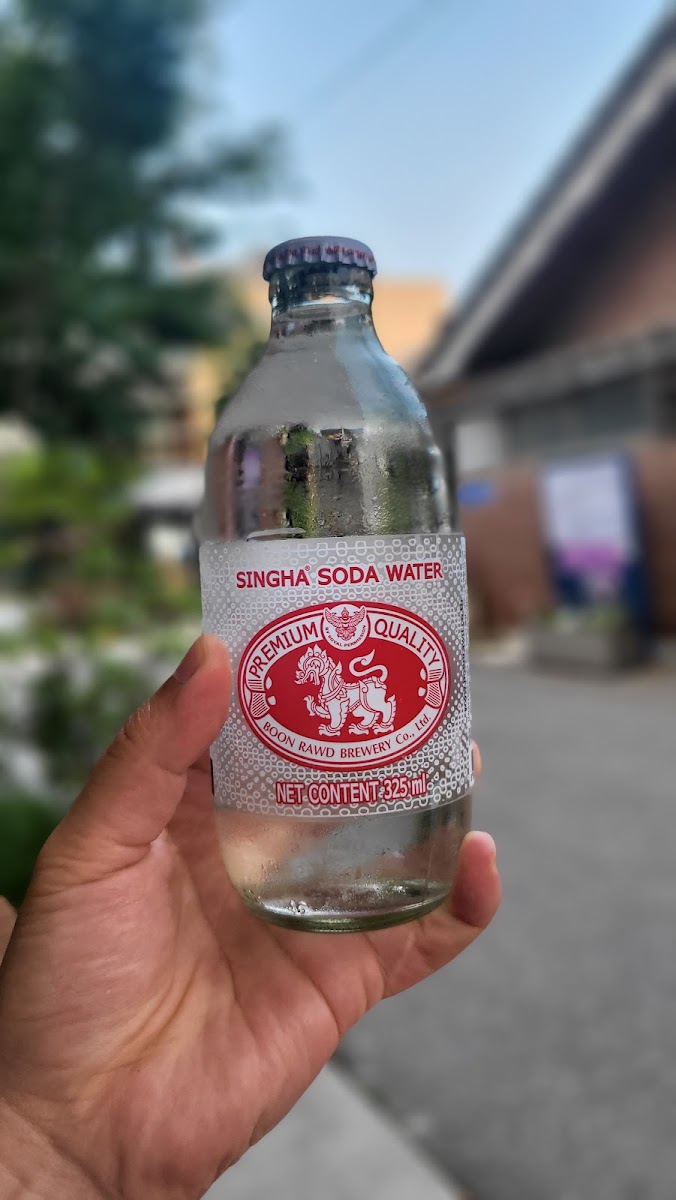 SINGHA® SODA WATER
PREMIUM QUALITY
BOON RAWD BREWERY Co., Ltd.
NET CONTENT 325 ml